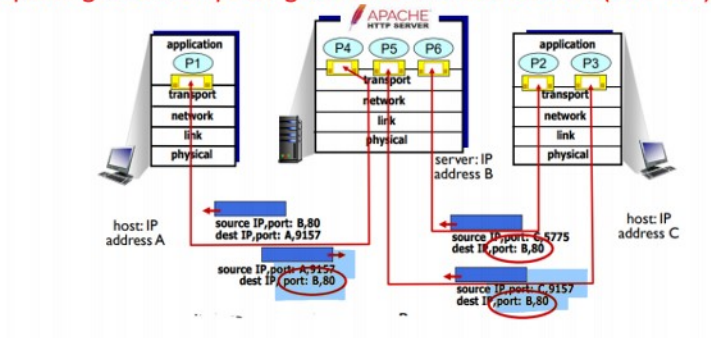 APACHE
HTTP SERVER
application
P1
transport
network
link
physical
P4 P5 P6
transport
network
link
physical
application
P2 P3
transport
network
link
physical
server: IP
address B
host: IP
address A
source IP,port: B,80
dest IP,port: A,9157
source IP,port: A,9157
dest IP, port: B,80
source IP,port: C,5775
dest IP,port: B,80
source IP,port: C,9157
dest IP,port: B,80
host: IP
address C